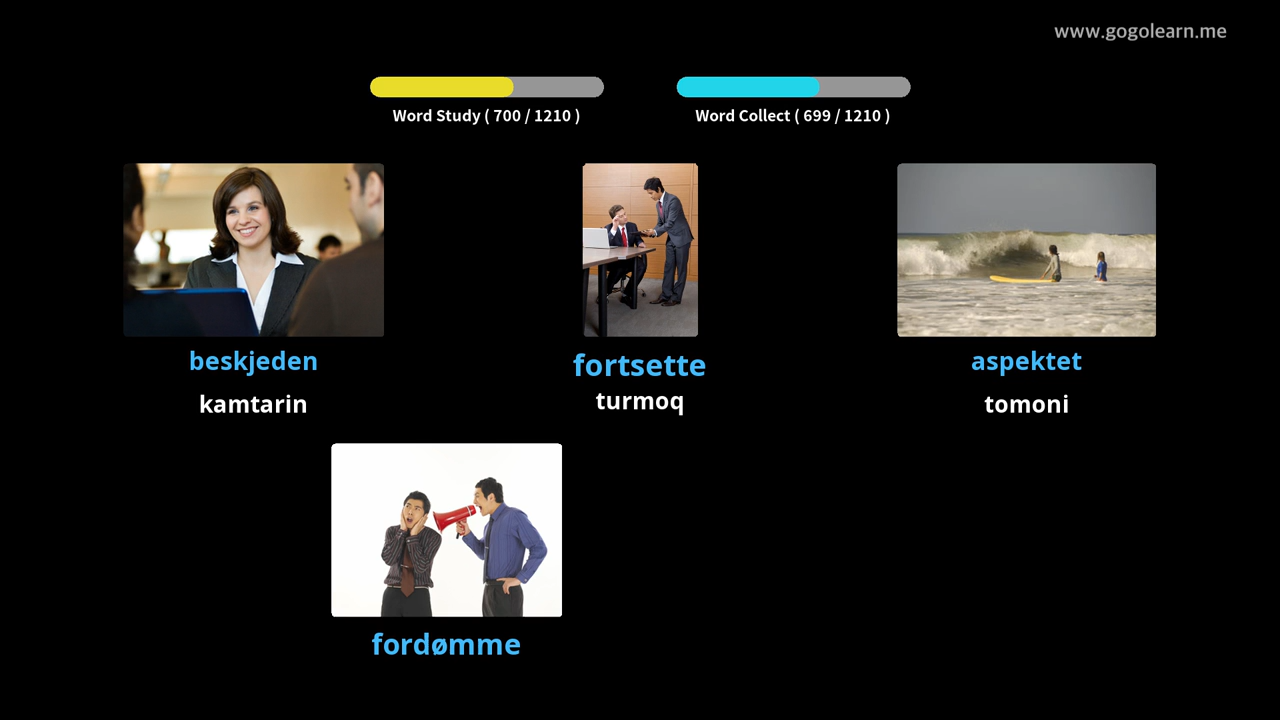 www.gogolearn.me
Word Study ( 700 / 1210 )
Word Collect ( 699 / 1210 )
beskjeden
fortsette
aspektet
kamtarin
turmoq
tomoni
fordømme